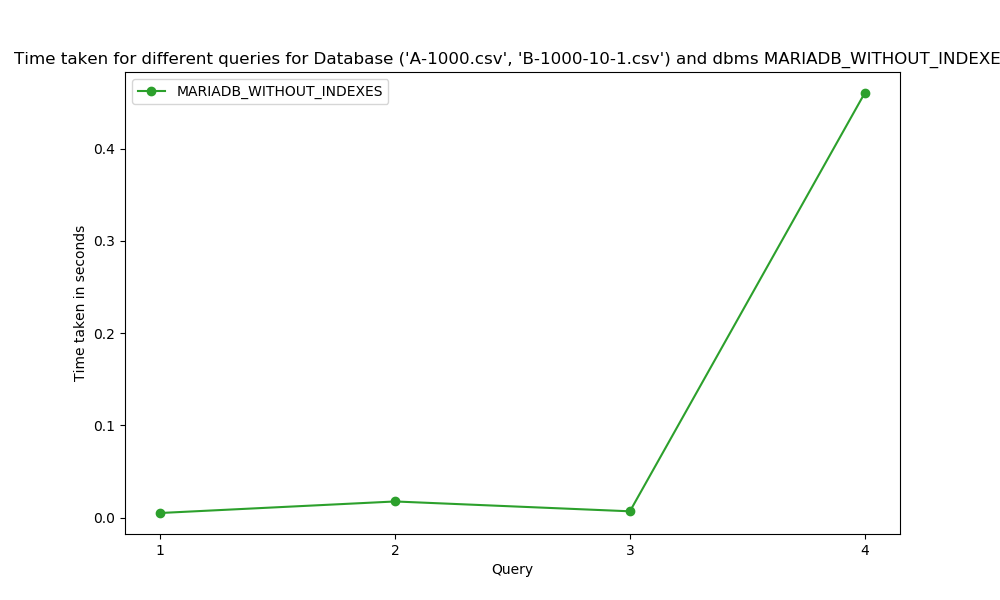 Time taken for different queries for Database ('A-1000.csv', 'B-1000-10-1.csv') and dbms MARIADB_WITHOUT_INDEXE
MARIADB_WITHOUT_INDEXES
0.4
0.3
0.2
0.1
0.0
Time taken in seconds
1 2 3 4
Query